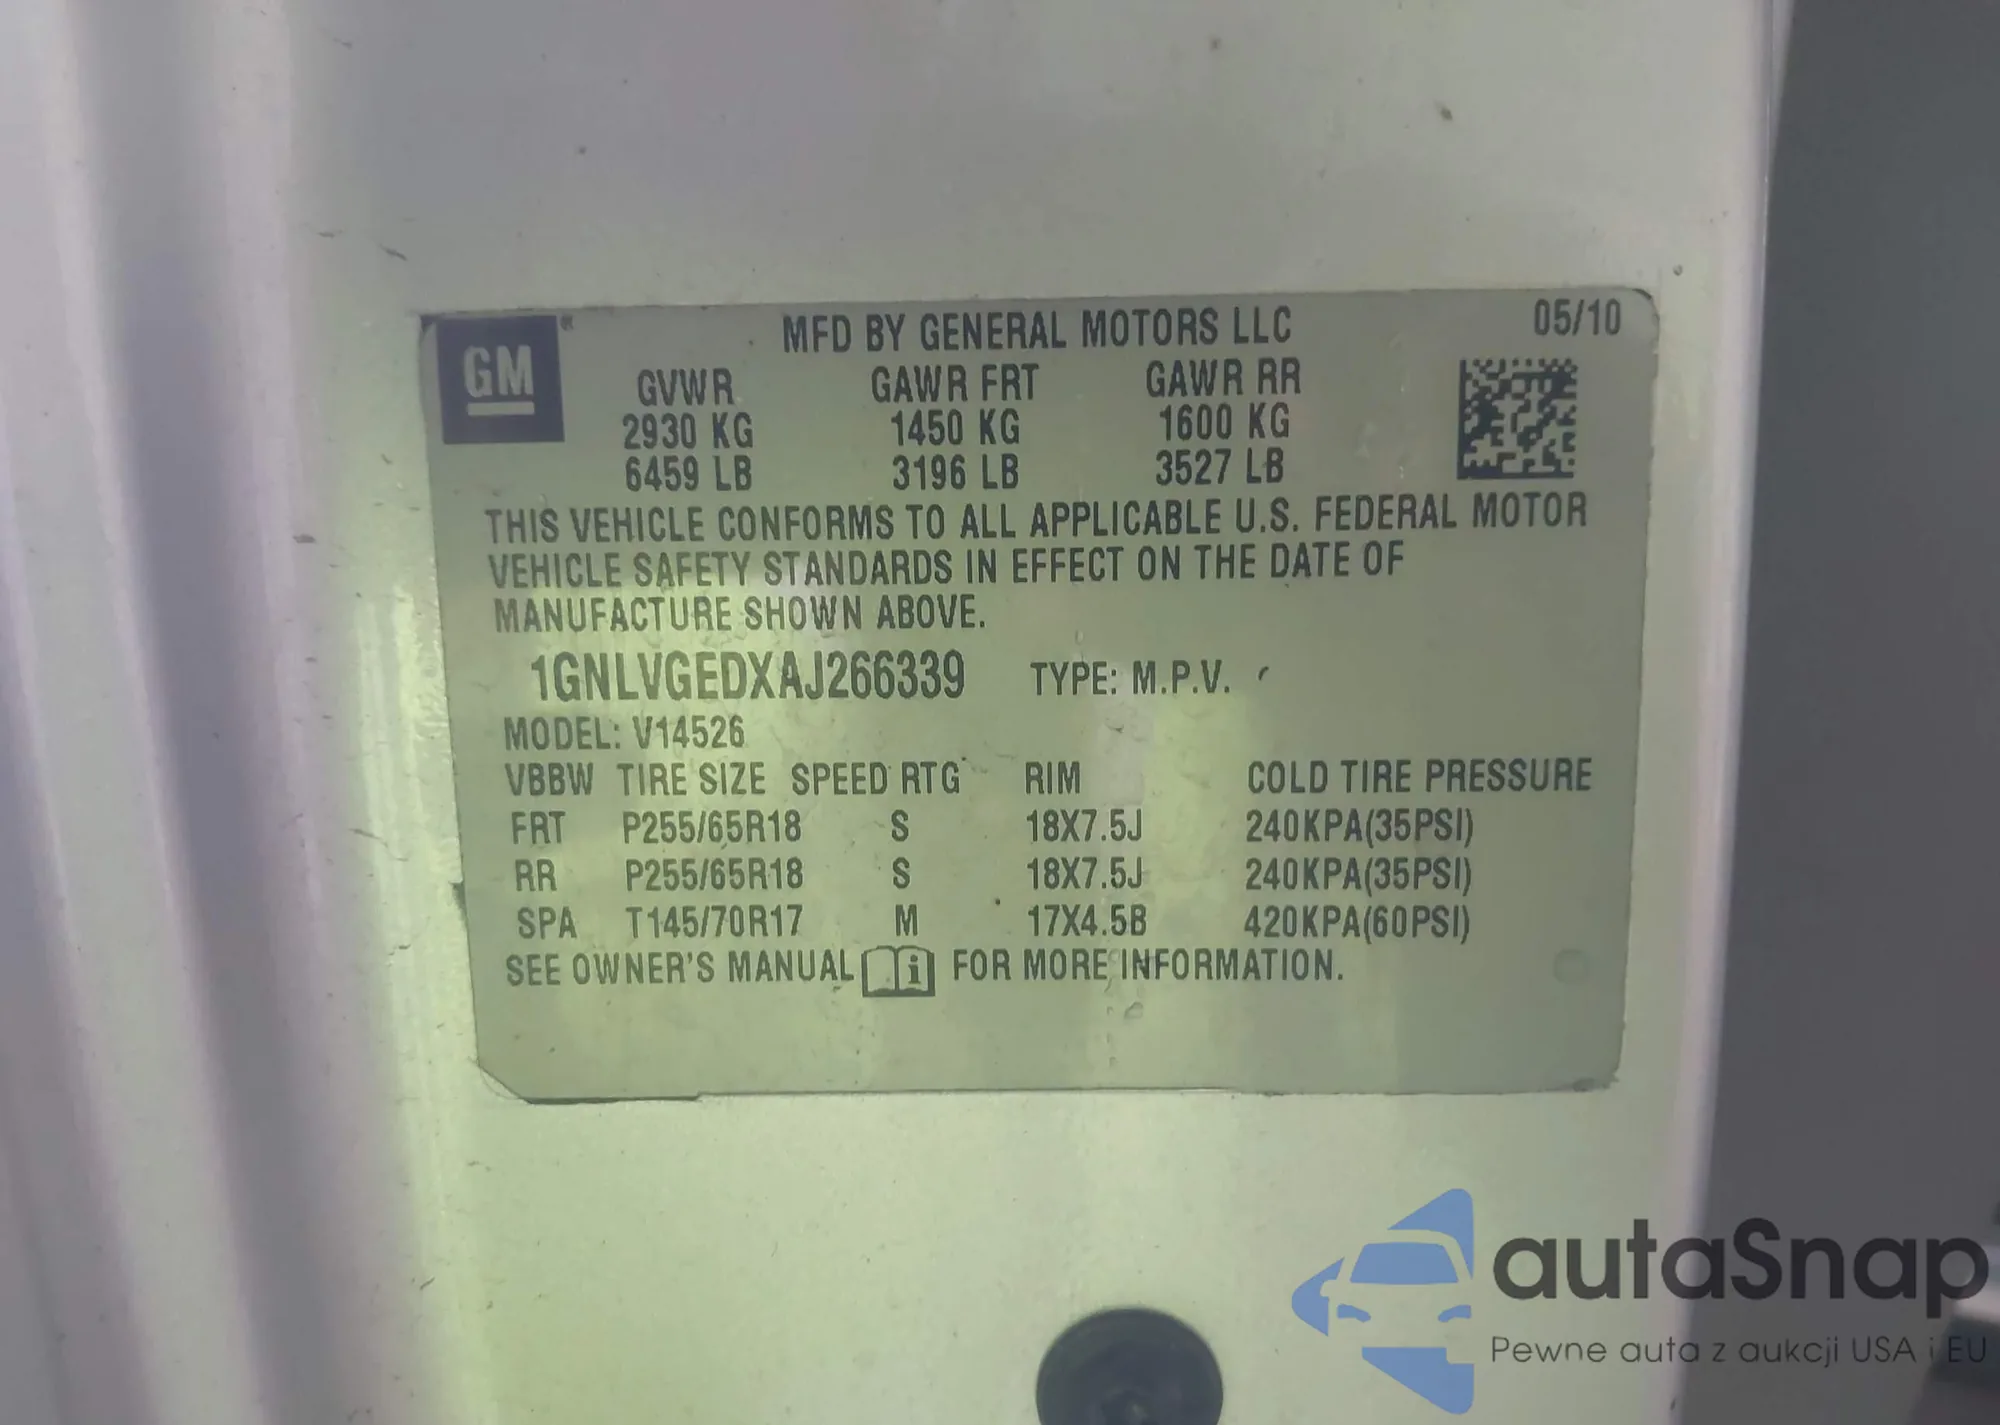 GM
MFD BY GENERAL MOTORS LLC 05/10
GVWR GAWR FRT GAWR RR
2930 KG 1450 KG 1600 KG
6459 LB 3196 LB 3527 LB
THIS VEHICLE CONFORMS TO ALL APPLICABLE U.S. FEDERAL MOTOR
VEHICLE SAFETY STANDARDS IN EFFECT ON THE DATE OF
MANUFACTURE SHOWN ABOVE.
1GNLVGEDXAJ266339 TYPE: M.P.V.
MODEL: V14526
VBBW TIRE SIZE SPEED RTG RIM COLD TIRE PRESSURE
FRT P255/65R18 S 18X7.5J 240KPA(35PSI)
RR P255/65R18 S 18X7.5J 240KPA(35PSI)
SPA T145/70R17 M 17X4.5B 420KPA(60PSI)
SEE OWNER'S MANUAL i FOR MORE INFORMATION.
autaSnap
Pewne auta z aukcji USA i EU